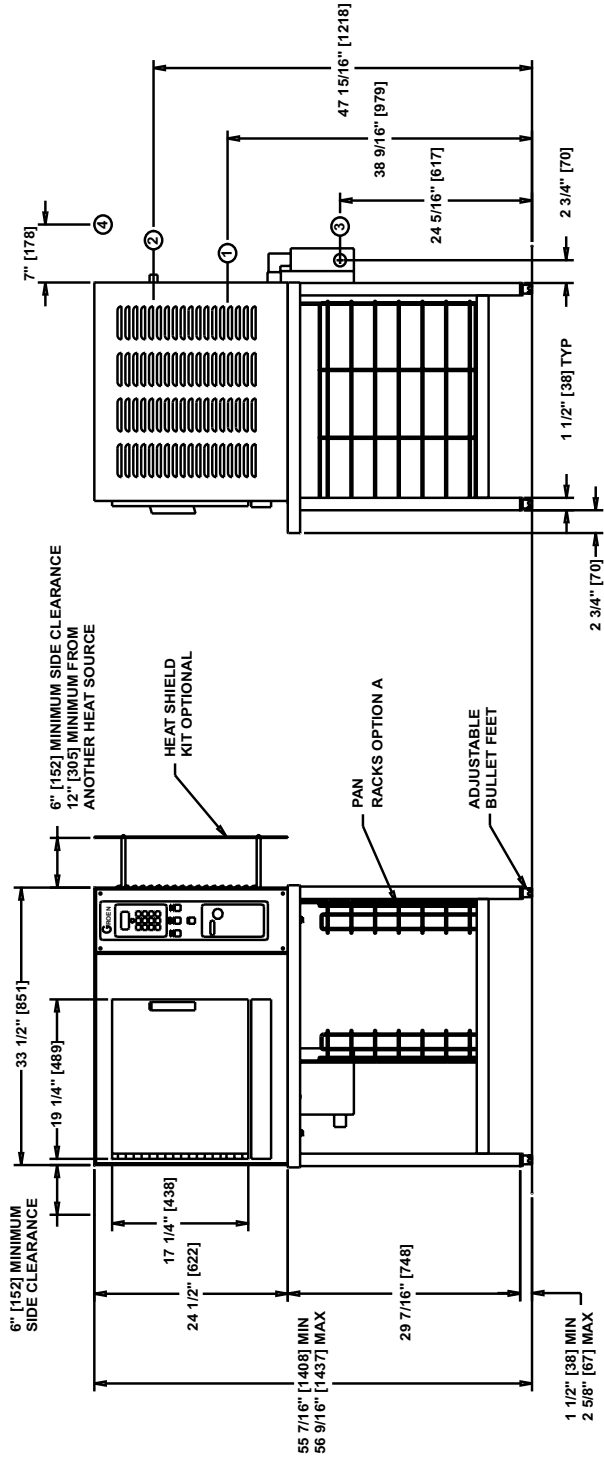 6" [152] MINIMUM
SIDE CLEARANCE
33 1/2" [851]
19 1/4" [489]
6" [152] MINIMUM SIDE CLEARANCE
12" [305] MINIMUM FROM
ANOTHER HEAT SOURCE
HEAT SHIELD
KIT OPTIONAL
GROEN
17 1/4" [438]
24 1/2" [622]
PAN
RACKS OPTION A
29 7/16" [748]
55 7/16" [1408] MIN
56 9/16" [1437] MAX
ADJUSTABLE
BULLET FEET
1 1/2" [38] MIN
2 5/8" [67] MAX
7" [178]
4
2
1
3
47 15/16" [1218]
38 9/16" [979]
24 5/16" [617]
2 3/4" [70]
1 1/2" [38] TYP
2 3/4" [70]